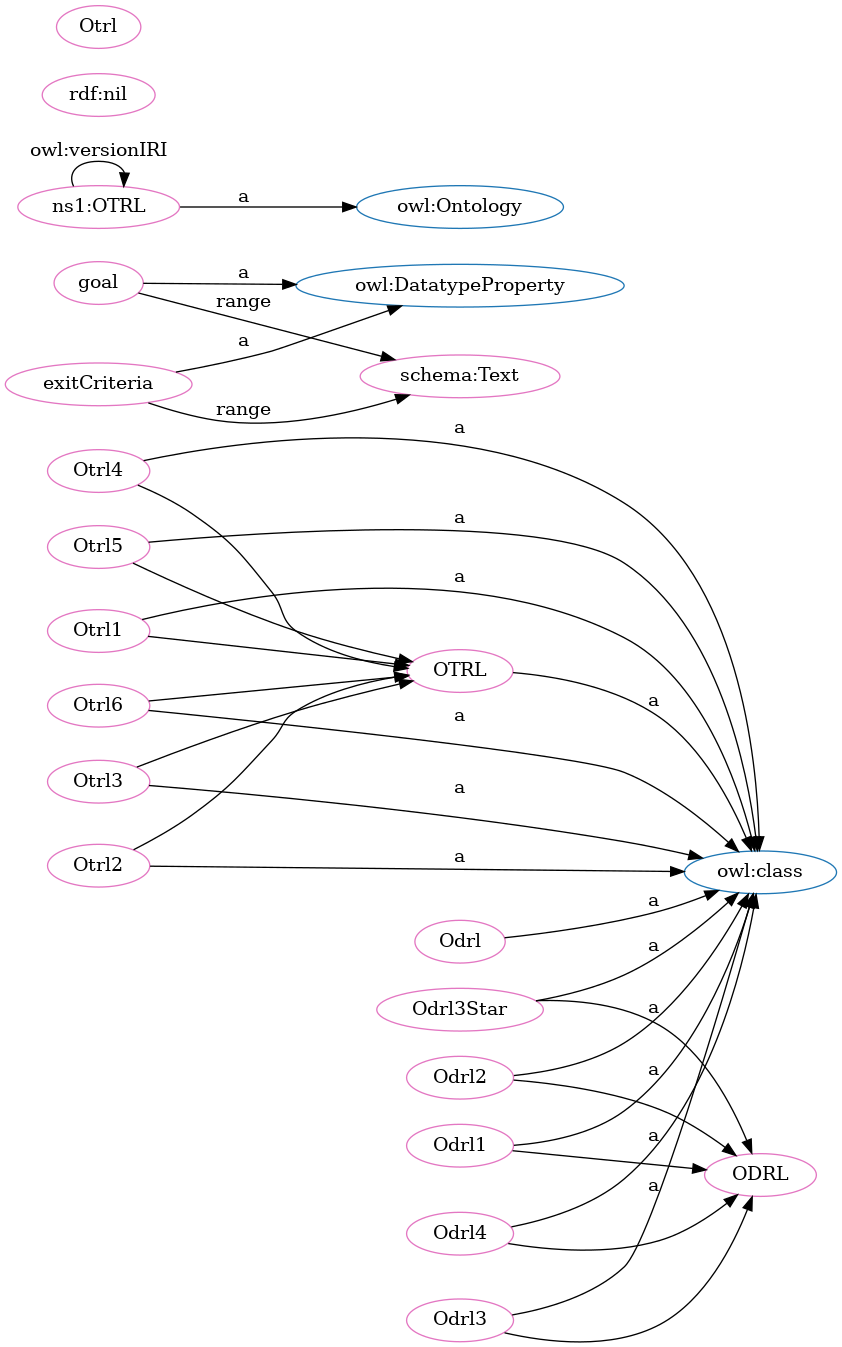 Otrl
rdf:nil
owl:versionIRI
ns1:OTRL
a
owl:Ontology
goal
a
owl:DatatypeProperty
range
a
exitCriteria
schema:Text
range
a
Otrl4
a
Otrl5
a
Otrl1
OTRL
a
Otrl6
a
Otrl3
a
Otrl2
a
owl:class
a
Odrl
a
Odrl3Star
a
Odrl2
a
Odrl1
a
ODRL
a
Odrl4
Odrl3